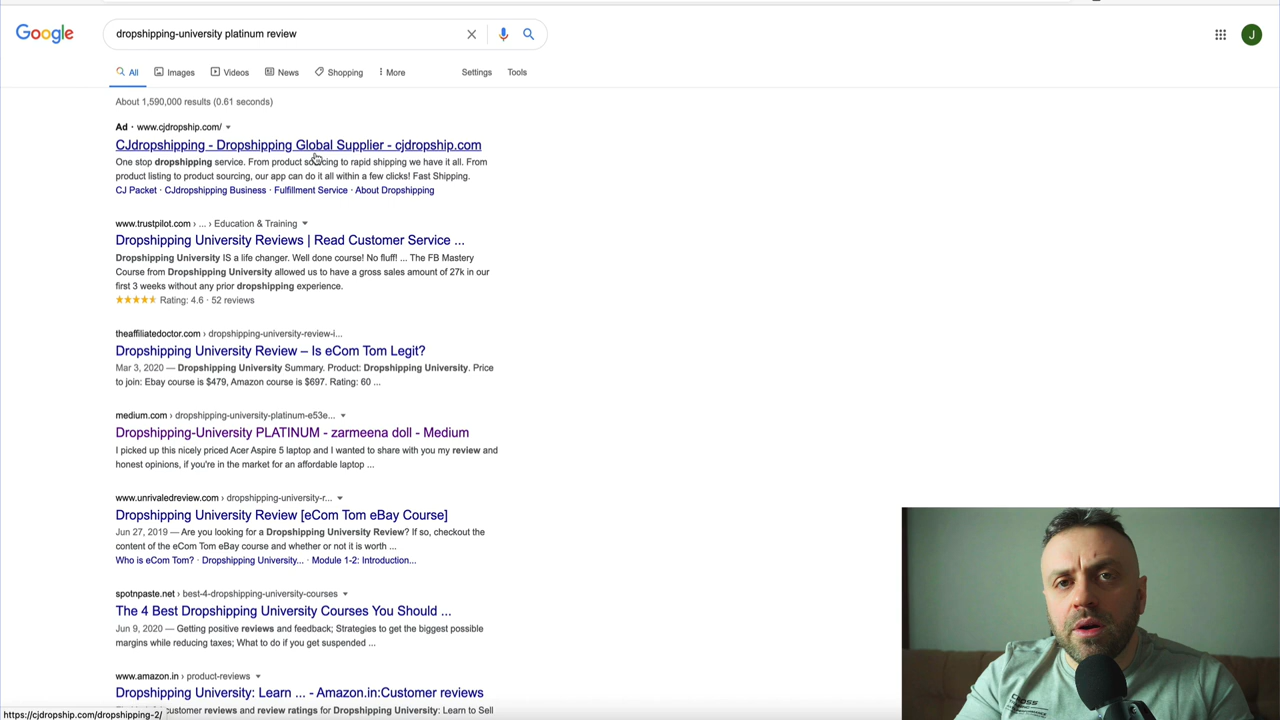 Google
dropshipping-university platinum review
J
All Images Videos News Shopping More Settings Tools
About 1,590,000 results (0.61 seconds)
Ad · www.cjdropship.com/
CJdropshipping - Dropshipping Global Supplier - cjdropship.com
One stop dropshipping service. From product sourcing to rapid shipping we have it all. From
product listing to product sourcing, our app can do it all within a few clicks! Fast Shipping.
CJ Packet · CJdropshipping Business · Fulfillment Service · About Dropshipping
www.trustpilot.com › ... › Education & Training
Dropshipping University Reviews | Read Customer Service ...
Dropshipping University IS a life changer. Well done course! No fluff! ... The FB Mastery
Course from Dropshipping University allowed us to have a gross sales amount of 27k in our
first 3 weeks without any prior dropshipping experience.
Rating: 4.6 · 52 reviews
theaffiliatedoctor.com › dropshipping-university-review-i...
Dropshipping University Review – Is eCom Tom Legit?
Mar 3, 2020 — Dropshipping University Summary. Product: Dropshipping University. Price
to join: Ebay course is $479, Amazon course is $697. Rating: 60 ...
medium.com › dropshipping-university-platinum-e53e...
Dropshipping-University PLATINUM - zarmeena doll - Medium
I picked up this nicely priced Acer Aspire 5 laptop and I wanted to share with you my review and
honest opinions, if you're in the market for an affordable laptop ...
www.unrivaledreview.com › dropshipping-university-r...
Dropshipping University Review [eCom Tom eBay Course]
Jun 27, 2019 — Are you looking for a Dropshipping University Review? If so, checkout the
content of the eCom Tom eBay course and whether or not it is worth ...
Who is eCom Tom? · Dropshipping University... · Module 1-2: Introduction...
spotnpaste.net › best-4-dropshipping-university-courses
The 4 Best Dropshipping University Courses You Should ...
Jun 9, 2020 — Getting positive reviews and feedback; Strategies to get the biggest possible
margins while reducing taxes; What to do if you get suspended ...
www.amazon.in › product-reviews
Dropshipping University: Learn ... - Amazon.in:Customer reviews
customer reviews and review ratings for Dropshipping University: Learn to Sell
https://cjdropship.com/dropshipping-2/